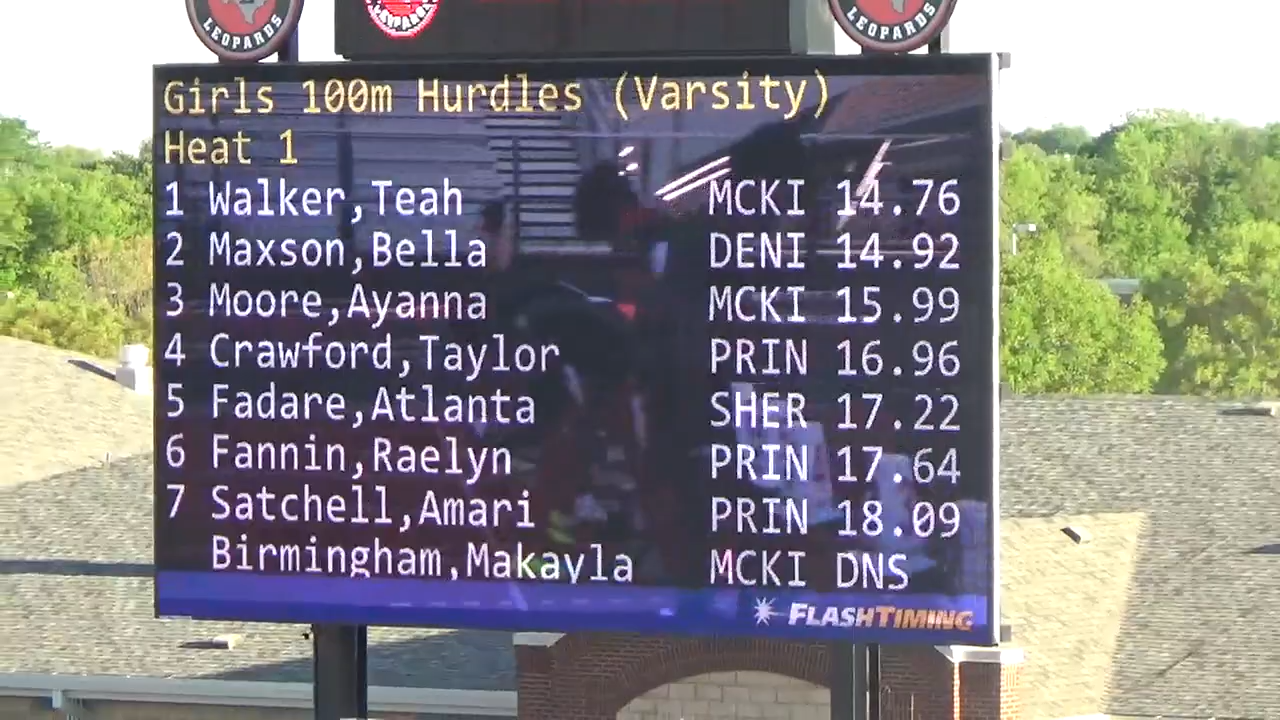 LEOPARDS
LEOPARDS
LEOPARDS
Girls 100m Hurdles (Varsity)
Heat 1
1 Walker,Teah MCKI 14.76
2 Maxson,Bella DENI 14.92
3 Moore,Ayanna MCKI 15.99
4 Crawford,Taylor PRIN 16.96
5 Fadare,Atlanta SHER 17.22
6 Fannin,Raelyn PRIN 17.64
7 Satchell,Amari PRIN 18.09
Birmingham,Makayla MCKI DNS
FLASHTIMING